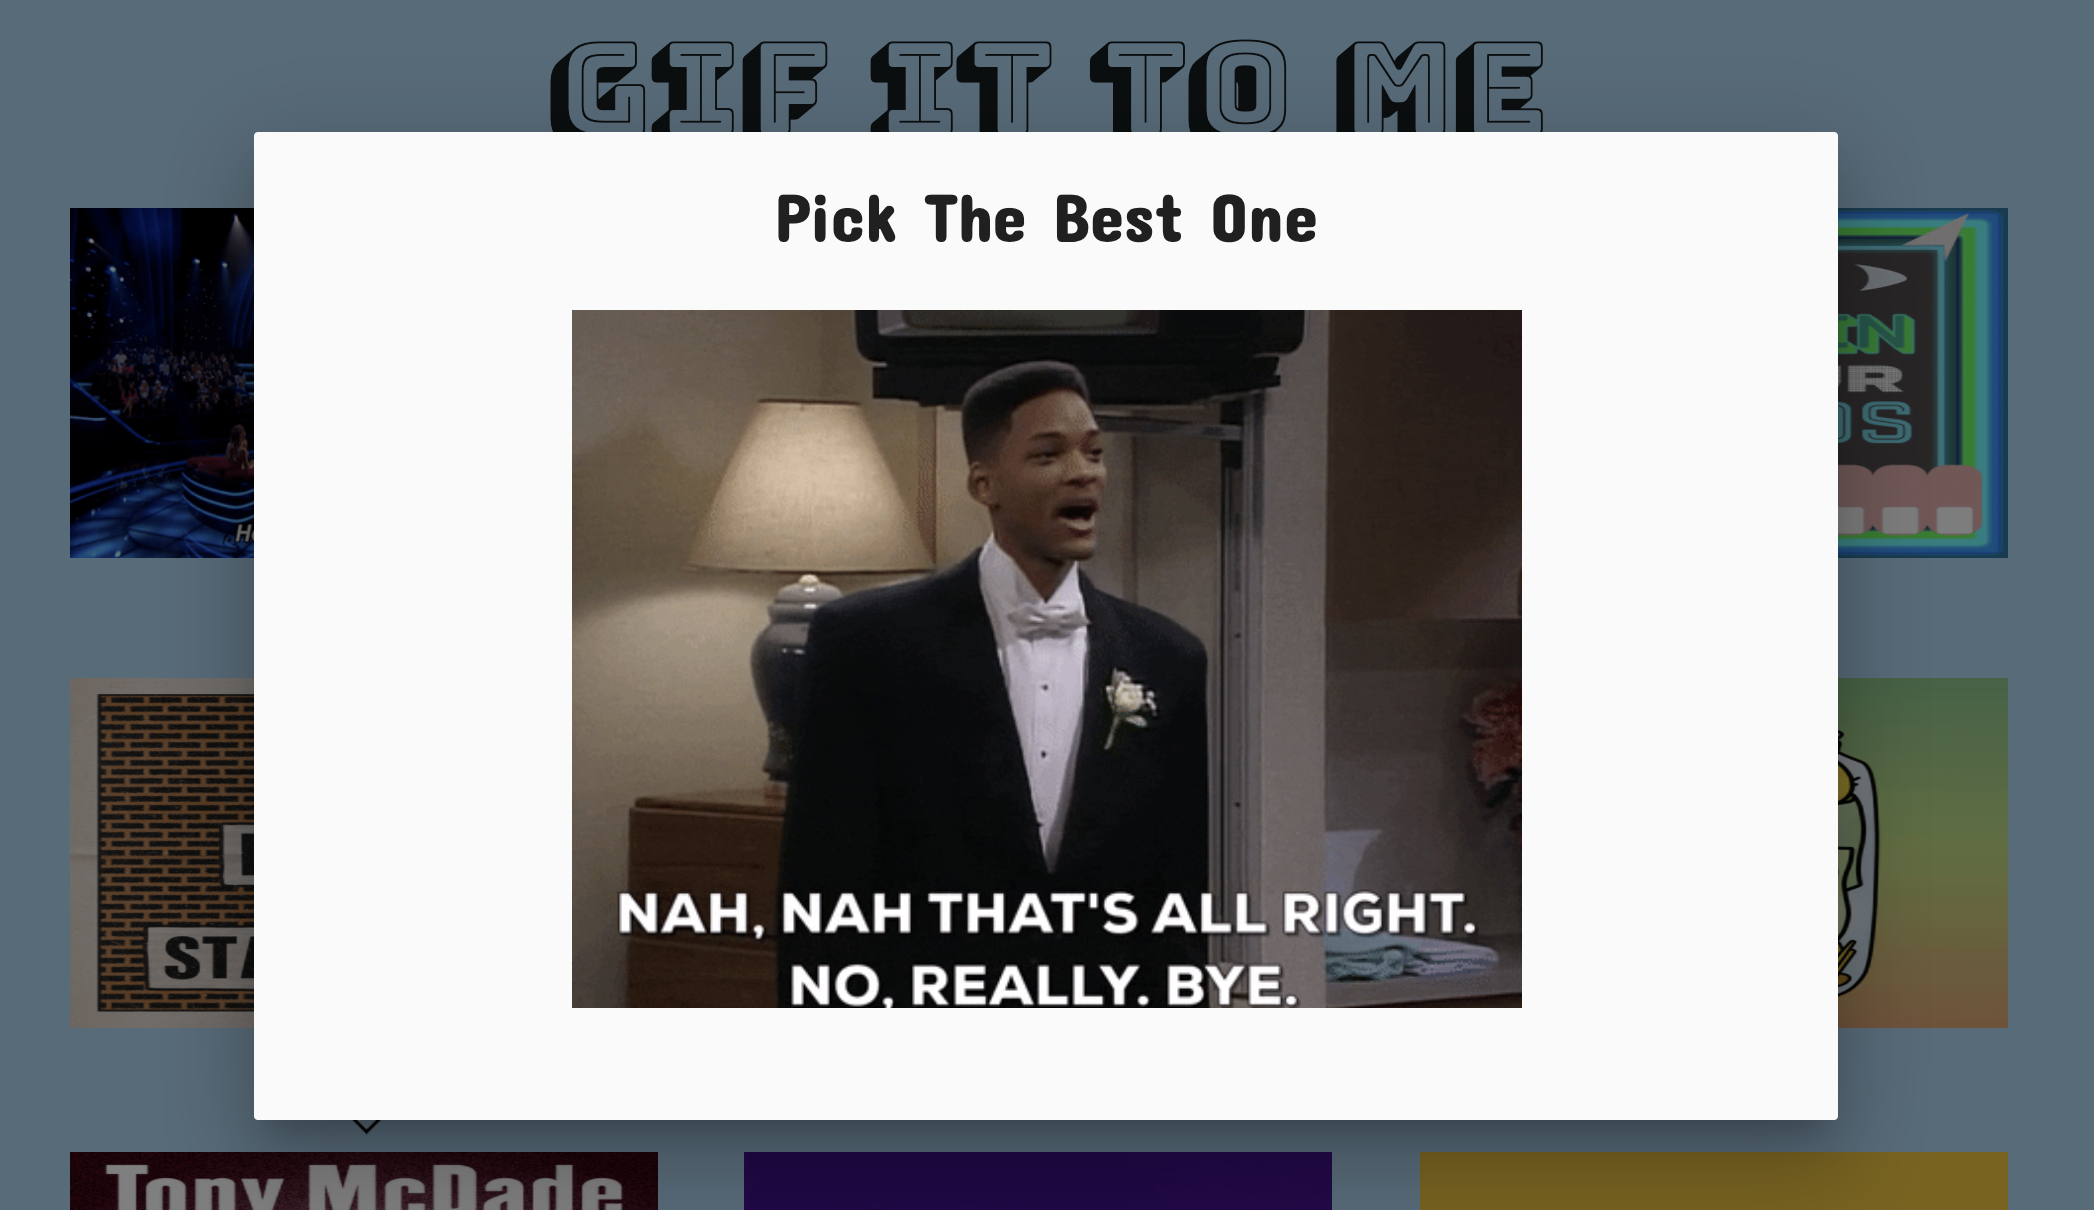 GIF IT TO ME
Pick The Best One
NAH, NAH THAT'S ALL RIGHT.
NO, REALLY. BYE.
Tony McDade